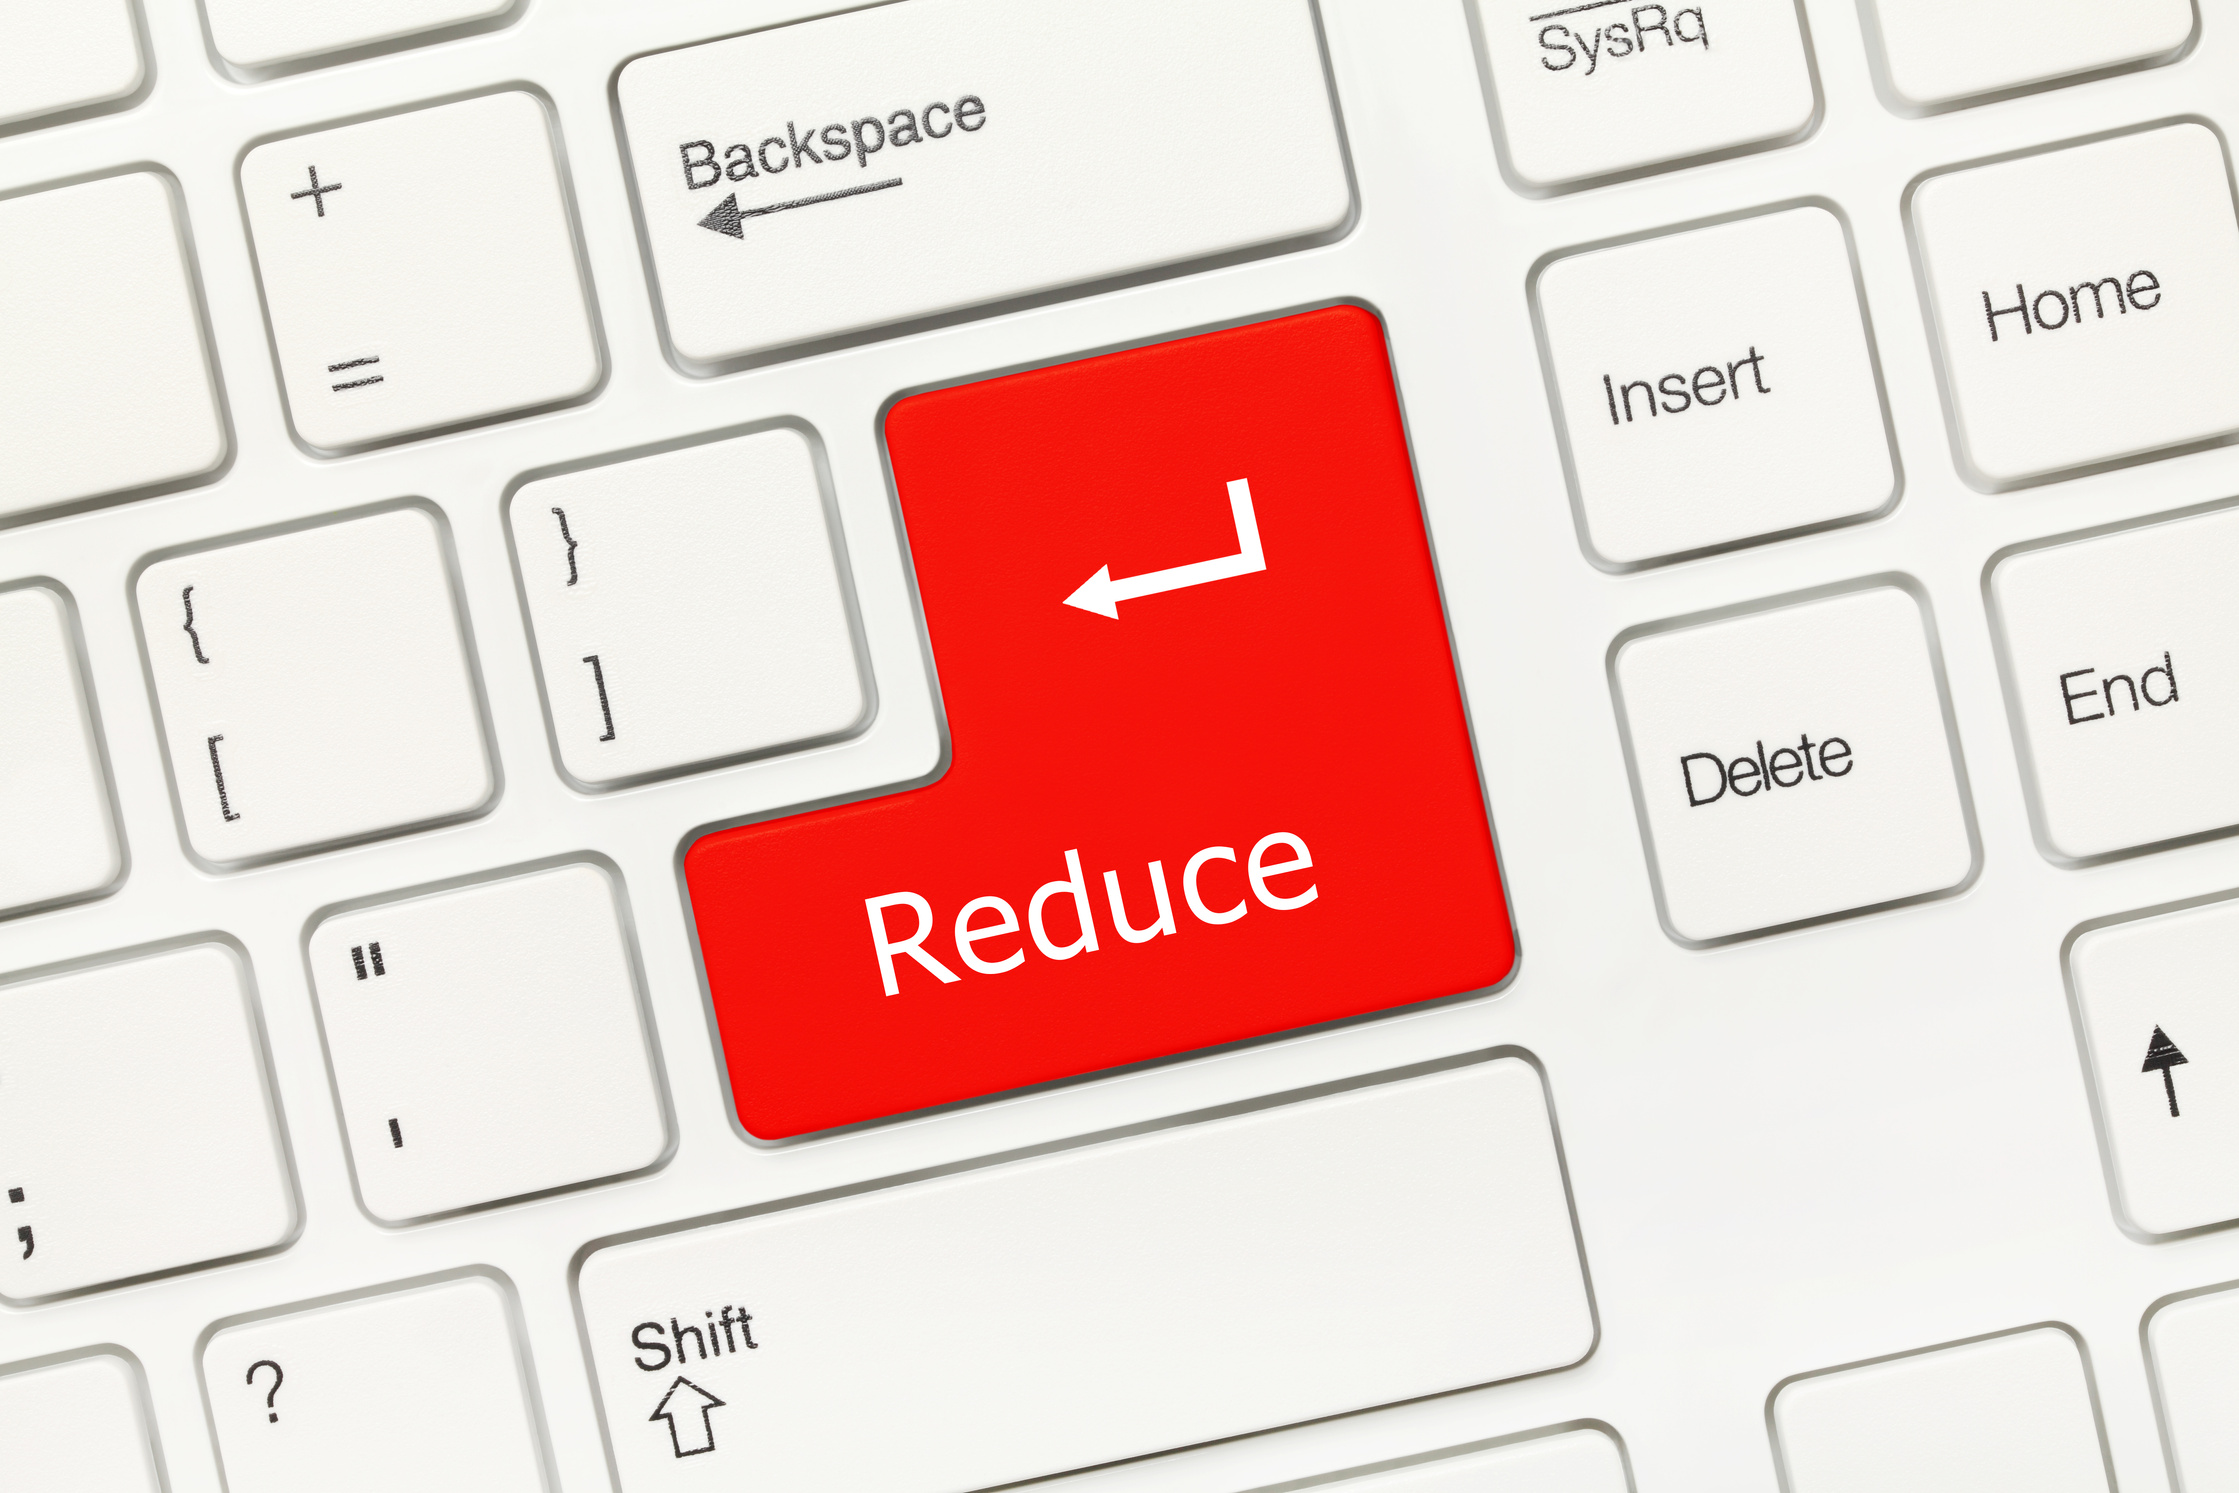 SysRq
Backspace
+
=
Home
Insert
}
]
{
[
End
Delete
Reduce
"
'
;
Shift
?